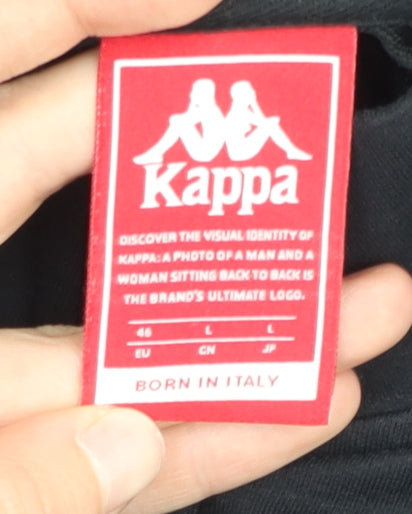 Kappa
DISCOVER THE VISUAL IDENTITY OF
KAPPA: A PHOTO OF A MAN AND A
WOMAN SITTING BACK TO BACK IS
THE BRAND'S ULTIMATE LOGO.
46 L L
EU CN JP
BORN IN ITALY